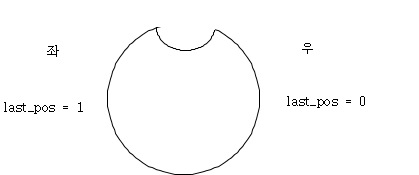 좌
우
last_pos = 1
last_pos = 0